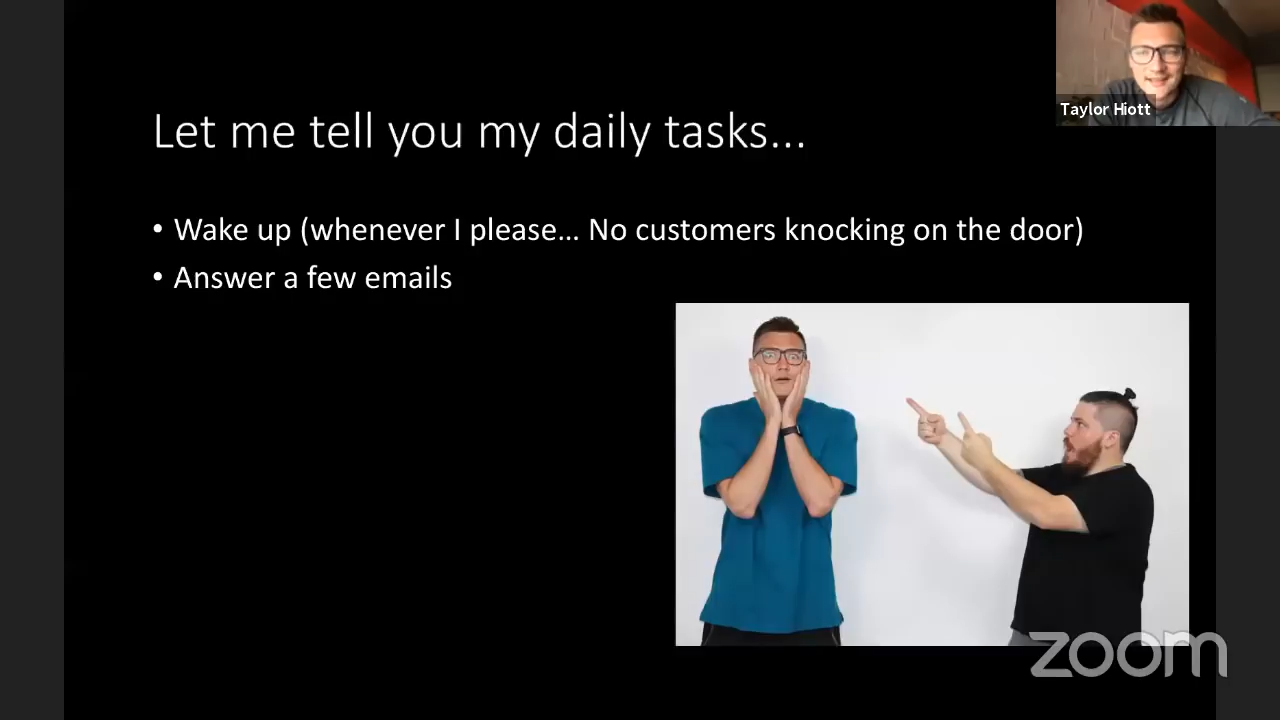 Taylor Hiott
Let me tell you my daily tasks...
• Wake up (whenever I please... No customers knocking on the door)
• Answer a few emails
zoom